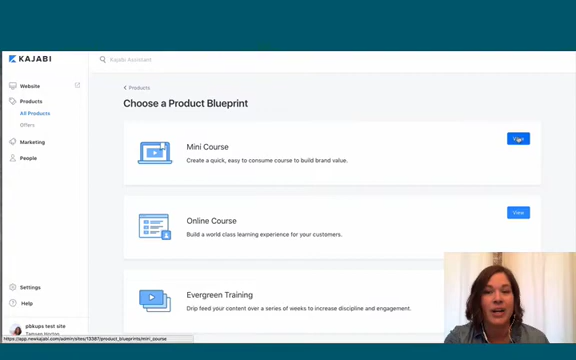 KAJABI
Kajabi Assistant
Website
Products
All Products
Offers
Marketing
People
Settings
Help
pbkups test site
Products
Choose a Product Blueprint
Mini Course
Create a quick, easy to consume course to build brand value.
View
Online Course
Build a world class learning experience for your customers.
View
Evergreen Training
Drip feed your content over a series of weeks to increase discipline and engagement.
https://app.newkajabi.com/admin/sites/13387/product_blueprints/mini_course